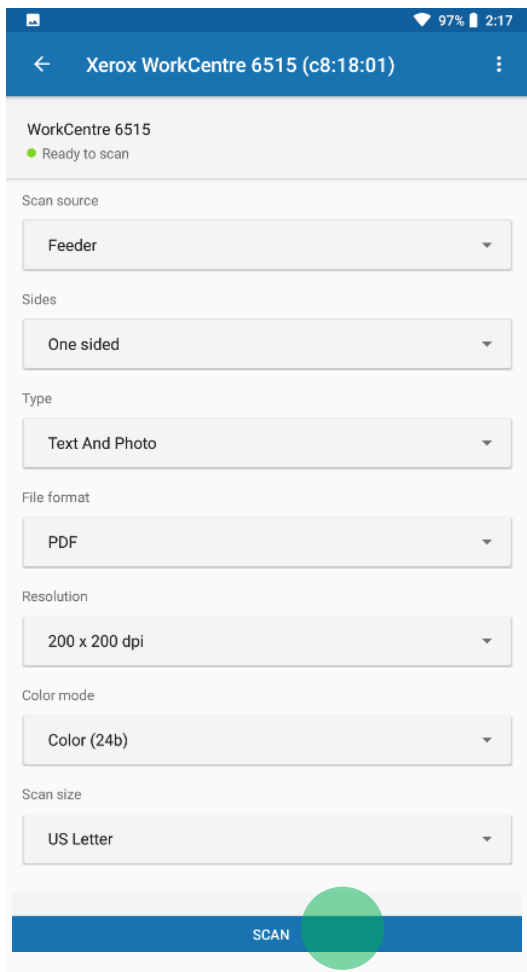 97% 2:17
Xerox WorkCentre 6515 (c8:18:01)
WorkCentre 6515
Ready to scan
Scan source
Feeder
Sides
One sided
Type
Text And Photo
File format
PDF
Resolution
200 x 200 dpi
Color mode
Color (24b)
Scan size
US Letter
SCAN